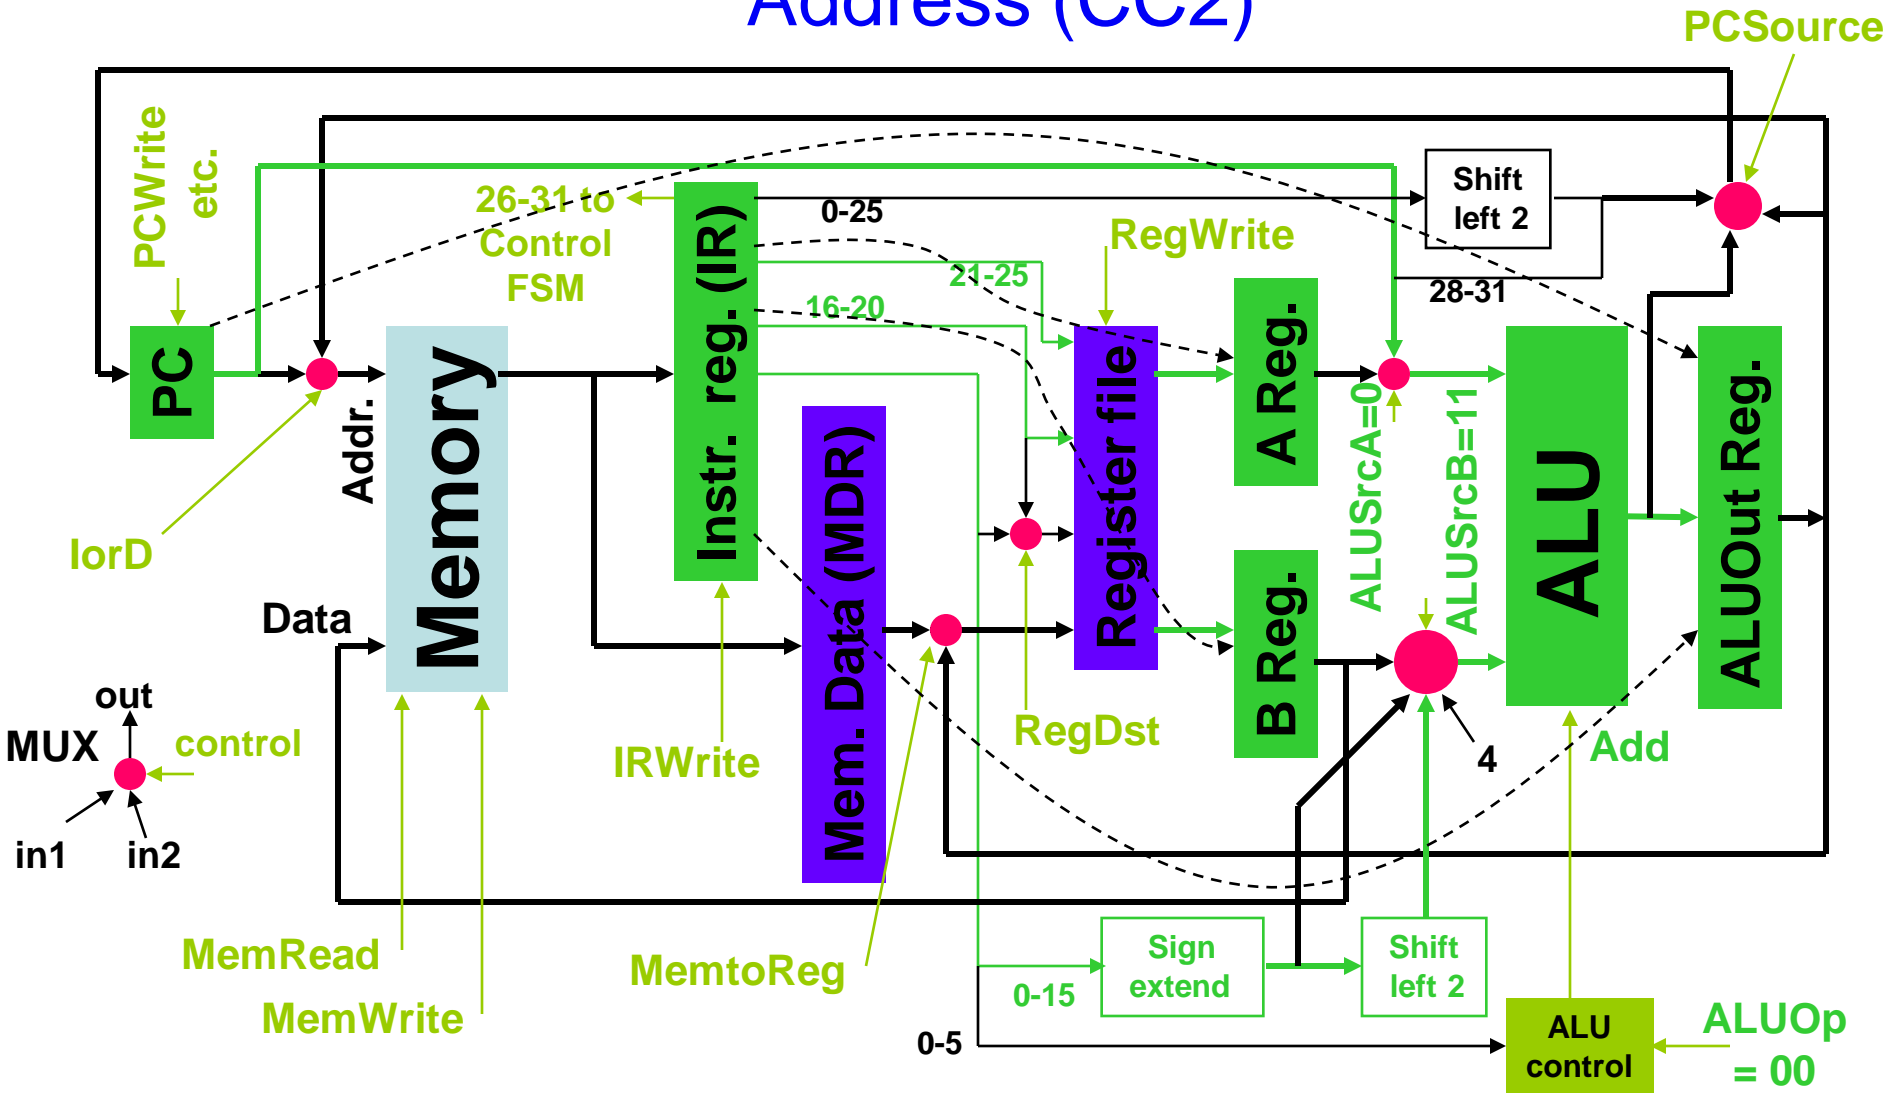 Address (CC2)
PCSource
PCWrite
etc.
26-31 to
Control
FSM
0-25
Shift
left 2
RegWrite
21-25
16-20
28-31
PC
Addr.
Memory
Instr. reg. (IR)
Mem. Data (MDR)
Register file
A Reg.
B Reg.
ALUSrcA=0
ALUSrcB=11
ALU
ALUOut Reg.
IorD
Data
out
MUX
control
in1
in2
IRWrite
RegDst
4
Add
MemRead
MemWrite
MemtoReg
Sign
extend
Shift
left 2
0-15
0-5
ALU
control
ALUOp
= 00